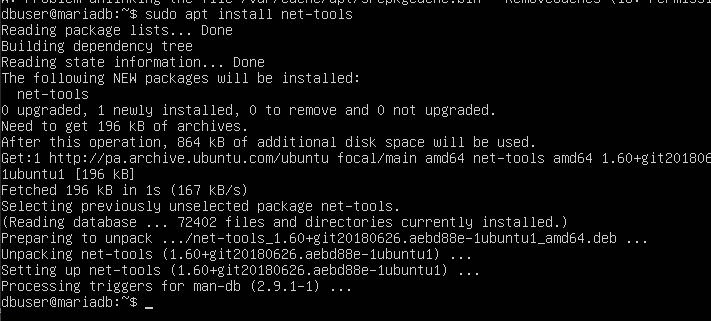 W: Problem unlinking the file /var/cache/apt/srcpkgcache.bin - RemoveCaches (13: Permissi
dbuser@mariadb:~$ sudo apt install net-tools
Reading package lists... Done
Building dependency tree
Reading state information... Done
The following NEW packages will be installed:
  net-tools
0 upgraded, 1 newly installed, 0 to remove and 0 not upgraded.
Need to get 196 kB of archives.
After this operation, 864 kB of additional disk space will be used.
Get:1 http://pa.archive.ubuntu.com/ubuntu focal/main amd64 net-tools amd64 1.60+git201806
1ubuntu1 [196 kB]
Fetched 196 kB in 1s (167 kB/s)
Selecting previously unselected package net-tools.
(Reading database ... 72402 files and directories currently installed.)
Preparing to unpack .../net-tools_1.60+git20180626.aebd88e-1ubuntu1_amd64.deb ...
Unpacking net-tools (1.60+git20180626.aebd88e-1ubuntu1) ...
Setting up net-tools (1.60+git20180626.aebd88e-1ubuntu1) ...
Processing triggers for man-db (2.9.1-1) ...
dbuser@mariadb:~$ _